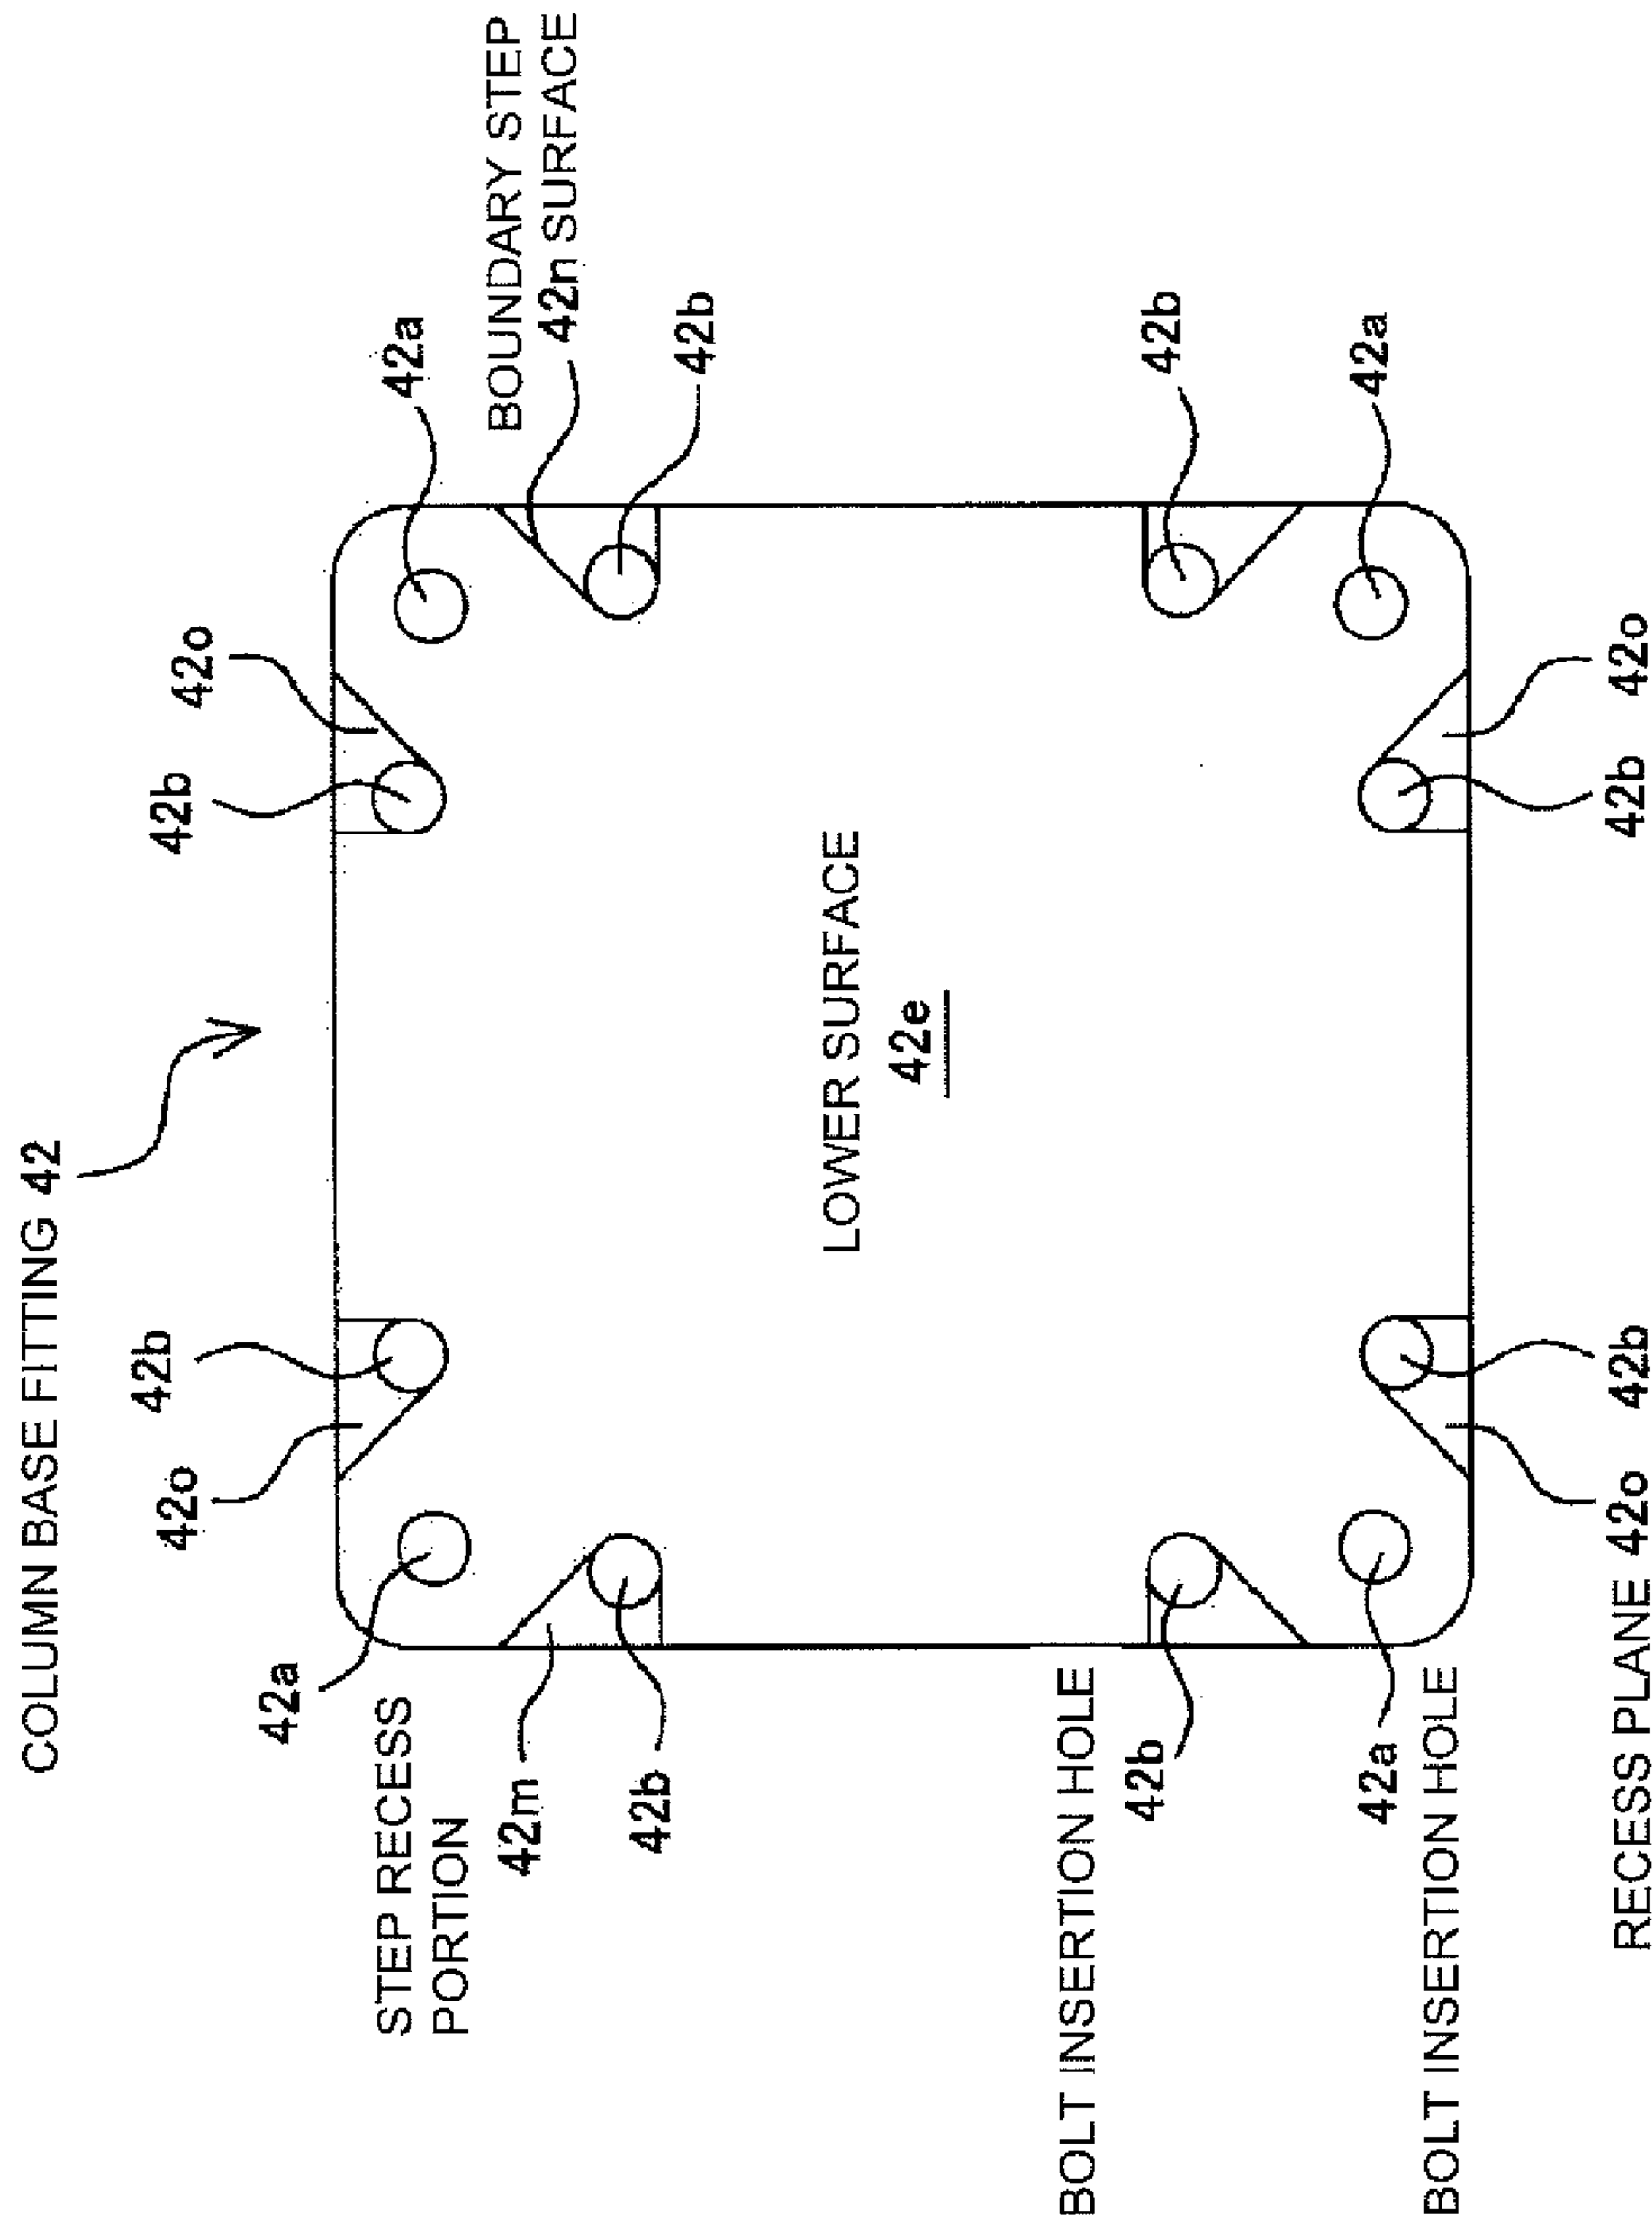 COLUMN BASE FITTING 42
42o
42b
42b
42o
42a
42a
STEP RECESS
PORTION
42m
BOUNDARY STEP
42n SURFACE
42b
42b
LOWER SURFACE
42e
BOLT INSERTION HOLE
42b
42b
42a
42a
BOLT INSERTION HOLE
RECESS PLANE 42o 42b 42b 42o